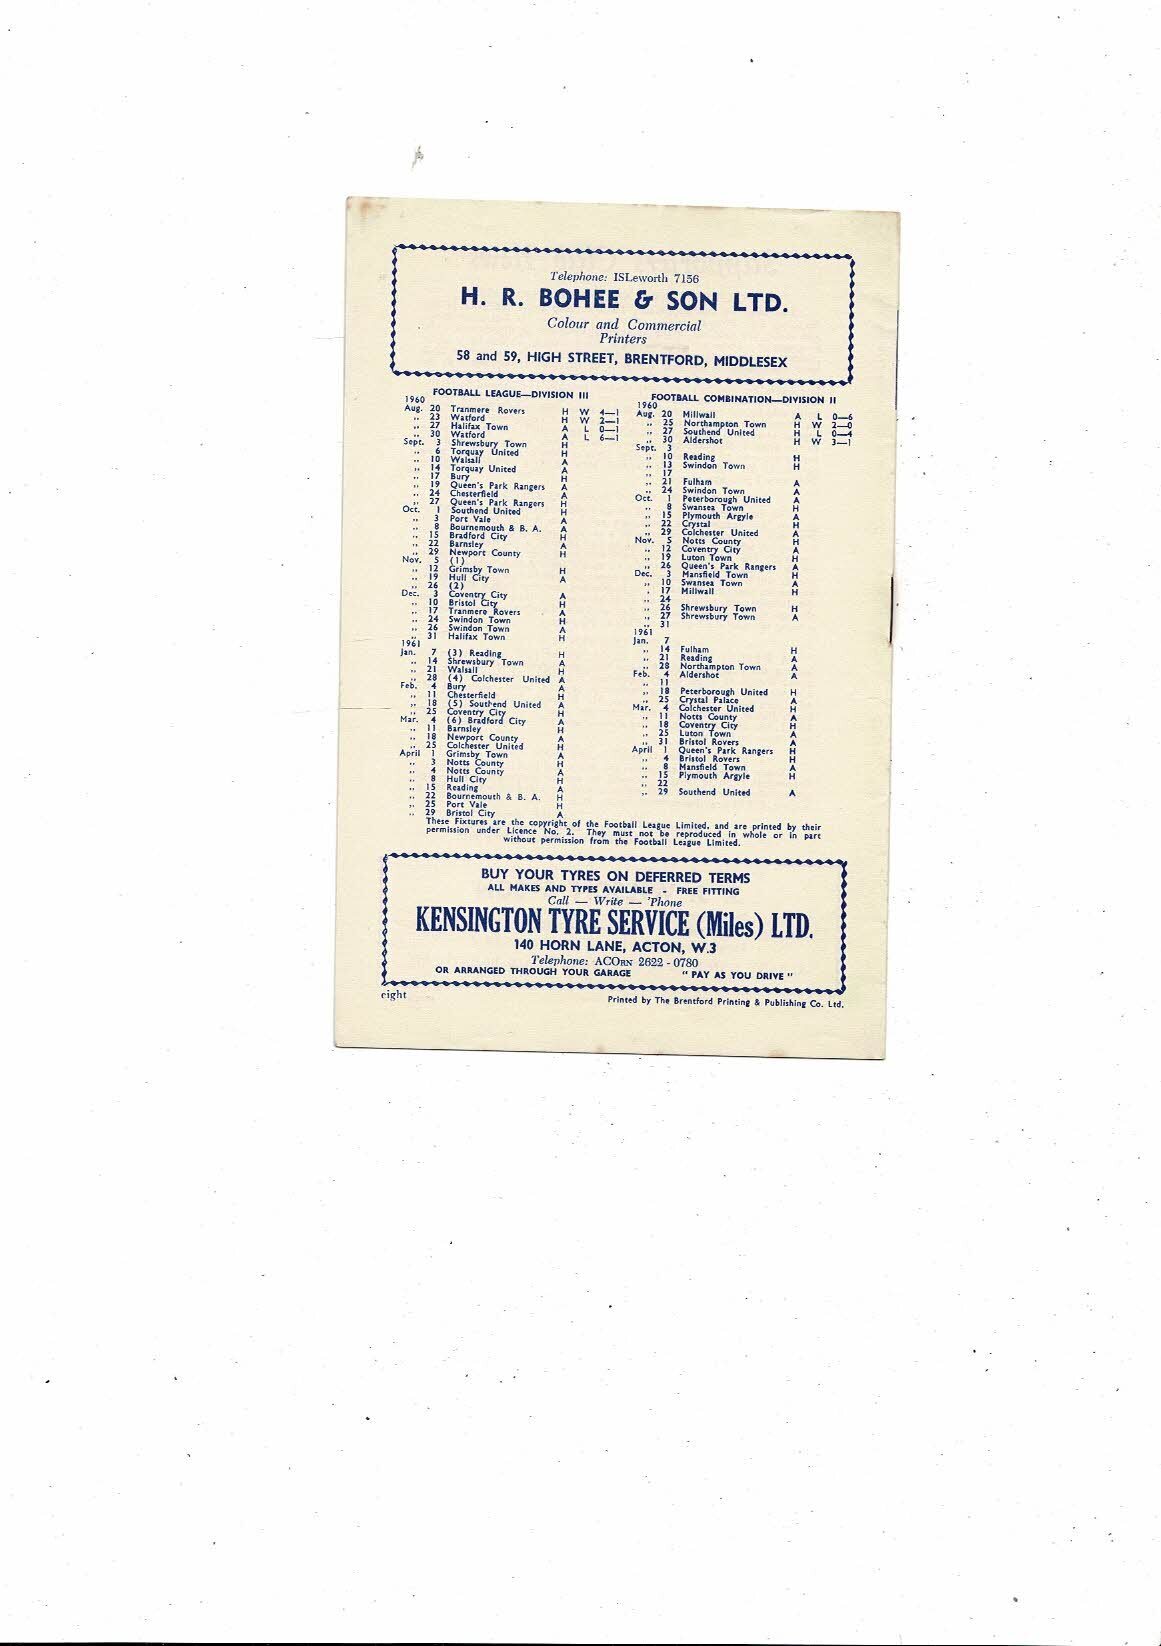 Telephone: ISLeworth 7156
H. R. BOHEE & SON LTD.
Colour and Commercial
Printers
58 and 59, HIGH STREET, BRENTFORD, MIDDLESEX
FOOTBALL LEAGUE—DIVISION III
1960
Aug. 20 Tranmere Rovers H W 4—1
,, 23 Watford H W 2—1
,, 27 Halifax Town A L 0—1
,, 30 Watford A L 6—1
Sept. 3 Shrewsbury Town H
,, 6 Torquay United H
,, 10 Walsall A
,, 14 Torquay United A
,, 17 Bury H
,, 19 Queen's Park Rangers A
,, 24 Chesterfield A
,, 27 Queen's Park Rangers H
Oct. 1 Southend United H
,, 3 Port Vale A
,, 8 Bournemouth & B. A. A
,, 15 Bradford City H
,, 22 Barnsley A
,, 29 Newport County H
Nov. 5 (1)
,, 12 Grimsby Town H
,, 19 Hull City A
,, 26 (2)
Dec. 3 Coventry City A
,, 10 Bristol City H
,, 17 Tranmere Rovers A
,, 24 Swindon Town H
,, 26 Swindon Town A
,, 31 Halifax Town H
1961
Jan. 7 (3) Reading H
,, 14 Shrewsbury Town A
,, 21 Walsall H
,, 28 (4) Colchester United A
Feb. 4 Bury A
,, 11 Chesterfield H
,, 18 (5) Southend United A
,, 25 Coventry City H
Mar. 4 (6) Bradford City A
,, 11 Barnsley H
,, 18 Newport County A
,, 25 Colchester United H
April 1 Grimsby Town A
,, 3 Notts County H
,, 4 Notts County A
,, 8 Hull City H
,, 15 Reading A
,, 22 Bournemouth & B. A. H
,, 25 Port Vale H
,, 29 Bristol City A
FOOTBALL COMBINATION—DIVISION II
1960
Aug. 20 Millwall A L 0—6
,, 25 Northampton Town H W 2—0
,, 27 Southend United H L 0—4
,, 30 Aldershot H W 3—1
Sept. 3
,, 10 Reading H
,, 13 Swindon Town H
,, 17
,, 21 Fulham A
,, 24 Swindon Town A
Oct. 1 Peterborough United A
,, 8 Swansea Town H
,, 15 Plymouth Argyle A
,, 22 Crystal H
,, 29 Colchester United A
Nov. 5 Notts County H
,, 12 Coventry City A
,, 19 Luton Town H
,, 26 Queen's Park Rangers A
Dec. 3 Mansfield Town H
,, 10 Swansea Town A
,, 17 Millwall H
,, 24
,, 26 Shrewsbury Town H
,, 27 Shrewsbury Town A
,, 31
1961
Jan. 7
,, 14 Fulham H
,, 21 Reading A
,, 28 Northampton Town A
Feb. 4 Aldershot A
,, 11
,, 18 Peterborough United H
,, 25 Crystal Palace A
Mar. 4 Colchester United H
,, 11 Notts County A
,, 18 Coventry City H
,, 25 Luton Town A
,, 31 Bristol Rovers A
April 1 Queen's Park Rangers H
,, 4 Bristol Rovers H
,, 8 Mansfield Town A
,, 15 Plymouth Argyle H
,, 22
,, 29 Southend United A
These Fixtures are the copyright of the Football League Limited, and are printed by their
permission under Licence No. 2. They must not be reproduced in whole or in part
without permission from the Football League Limited.
BUY YOUR TYRES ON DEFERRED TERMS
ALL MAKES AND TYPES AVAILABLE - FREE FITTING
Call — Write — 'Phone
KENSINGTON TYRE SERVICE (Miles) LTD.
140 HORN LANE, ACTON, W.3
Telephone: ACORN 2622 - 0780
OR ARRANGED THROUGH YOUR GARAGE "PAY AS YOU DRIVE"
eight
Printed by The Brentford Printing & Publishing Co. Ltd.